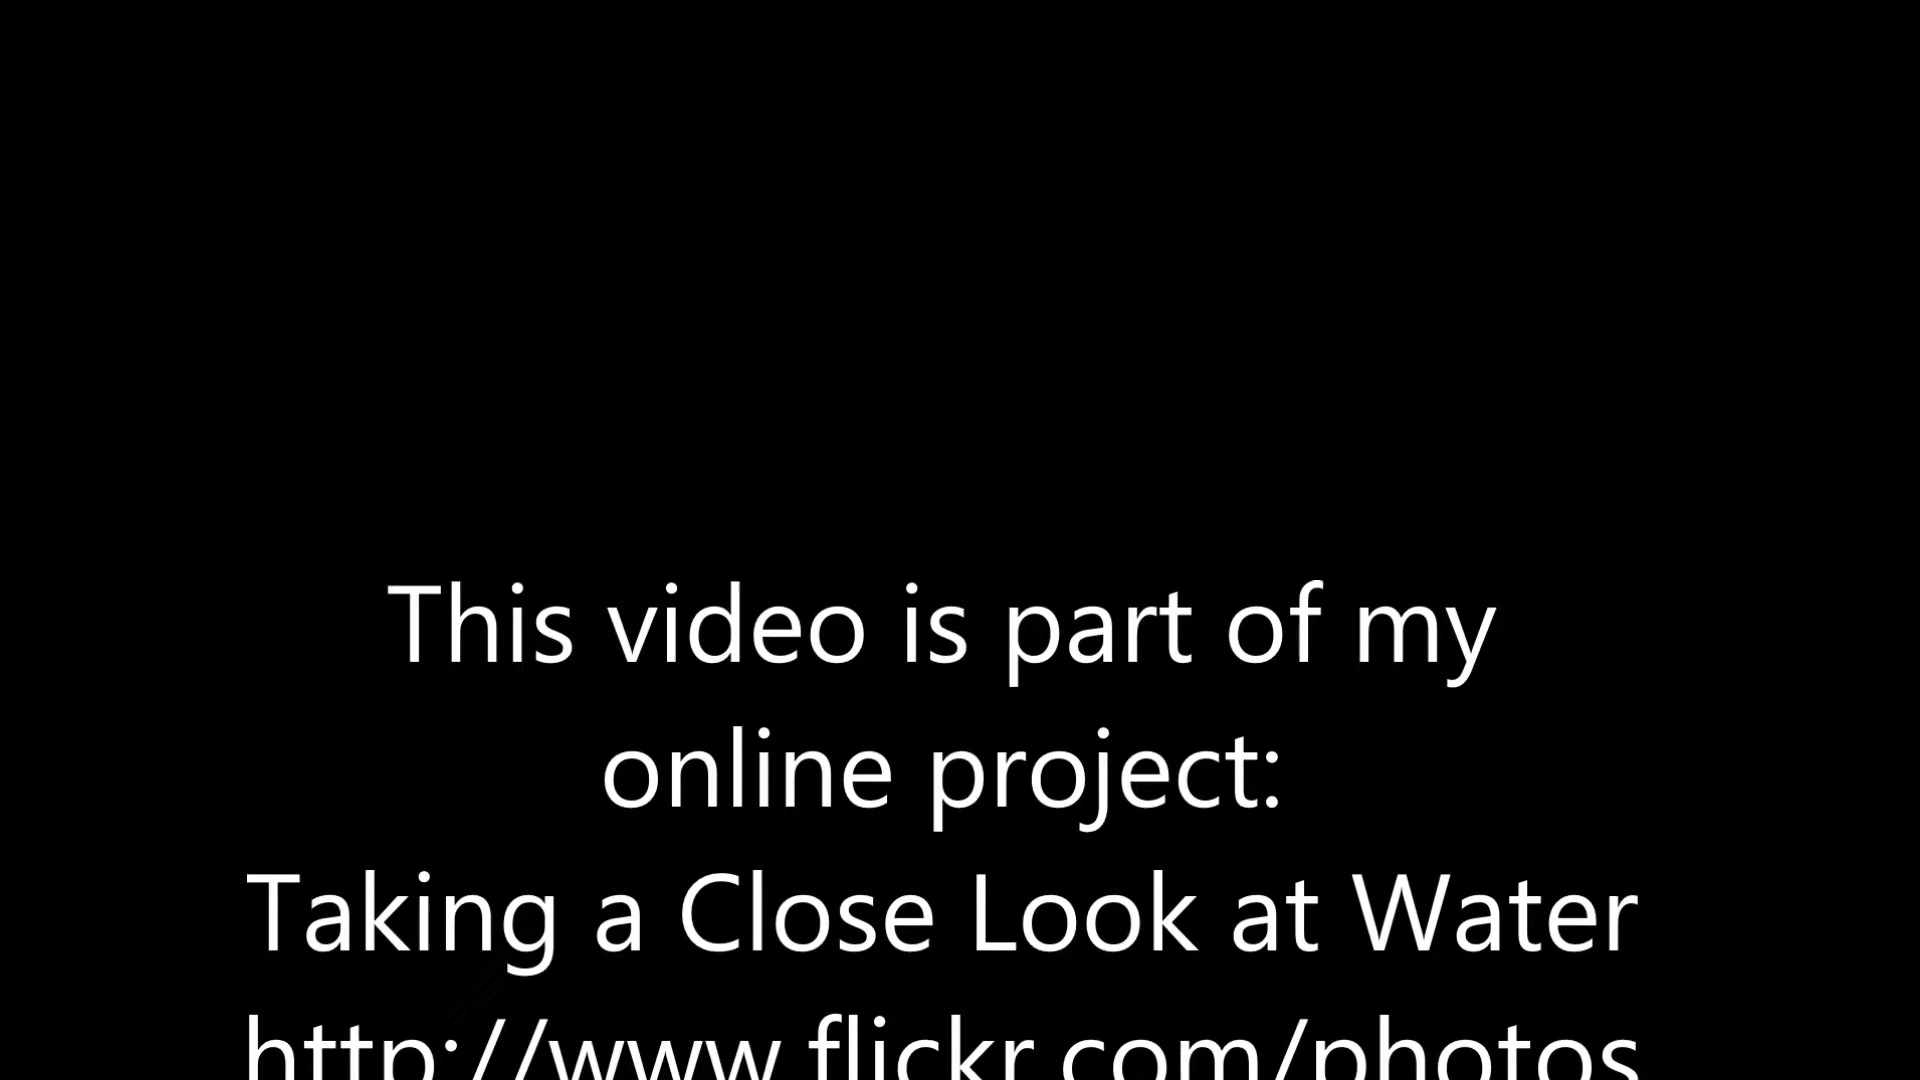 This video is part of my
online project:
Taking a Close Look at Water
http://www.flickr.com/photos